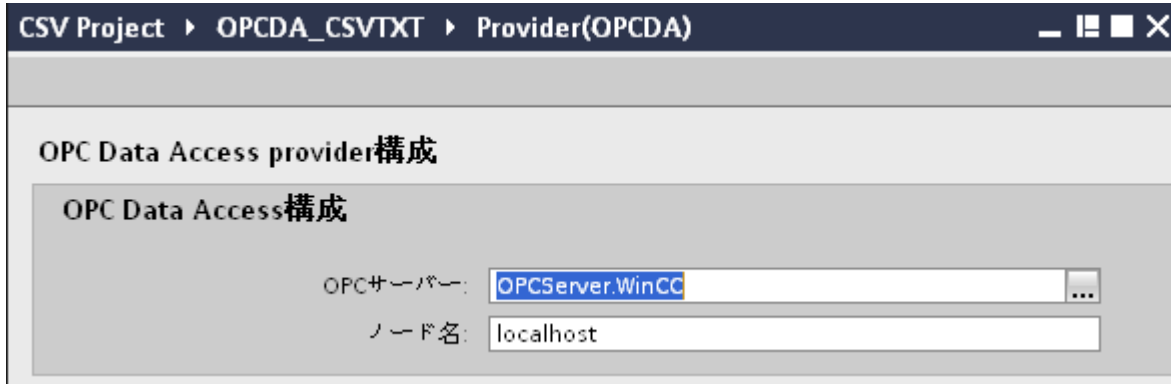 CSV Project ▸ OPCDA_CSVTXT ▸ Provider(OPCDA)
OPC Data Access provider構成
OPC Data Access構成
OPCサーバー: OPCServer.WinCC ...
ノード名: localhost